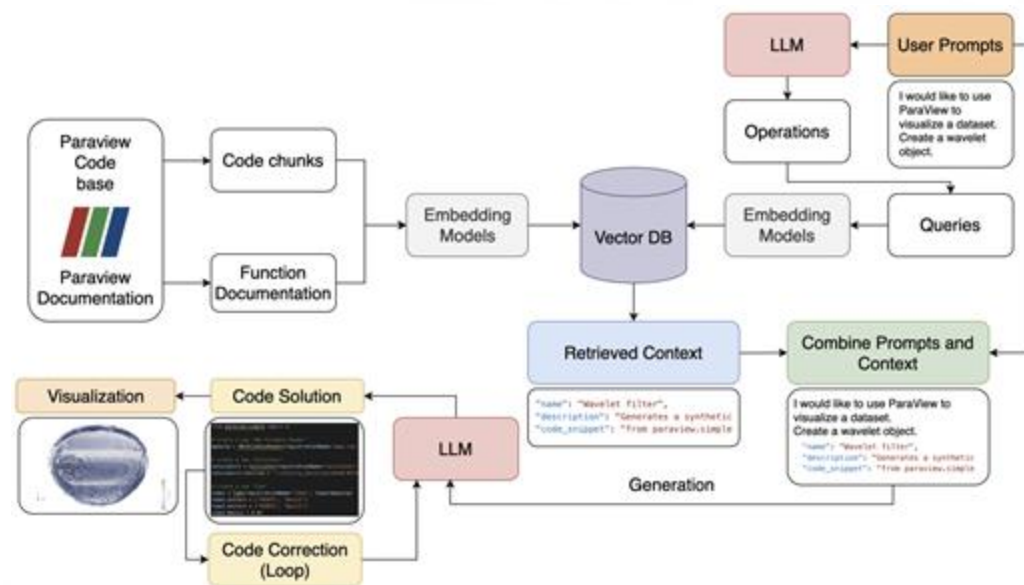 LLM
User Prompts
I would like to use
ParaView to
visualize a dataset.
Create a wavelet
object.
Operations
Paraview
Code
base
Paraview
Documentation
Code chunks
Function
Documentation
Embedding
Models
Vector DB
Embedding
Models
Queries
Retrieved Context
"name": "Wavelet filter",
"description": "Generates a synthetic
"code_snippet": "from paraview.simple
Combine Prompts and
Context
I would like to use ParaView to
visualize a dataset.
Create a wavelet object.
"name": "Wavelet filter",
"description": "Generates a synthetic
"code_snippet": "from paraview.simple
Visualization
Code Solution
LLM
Generation
Code Correction
(Loop)